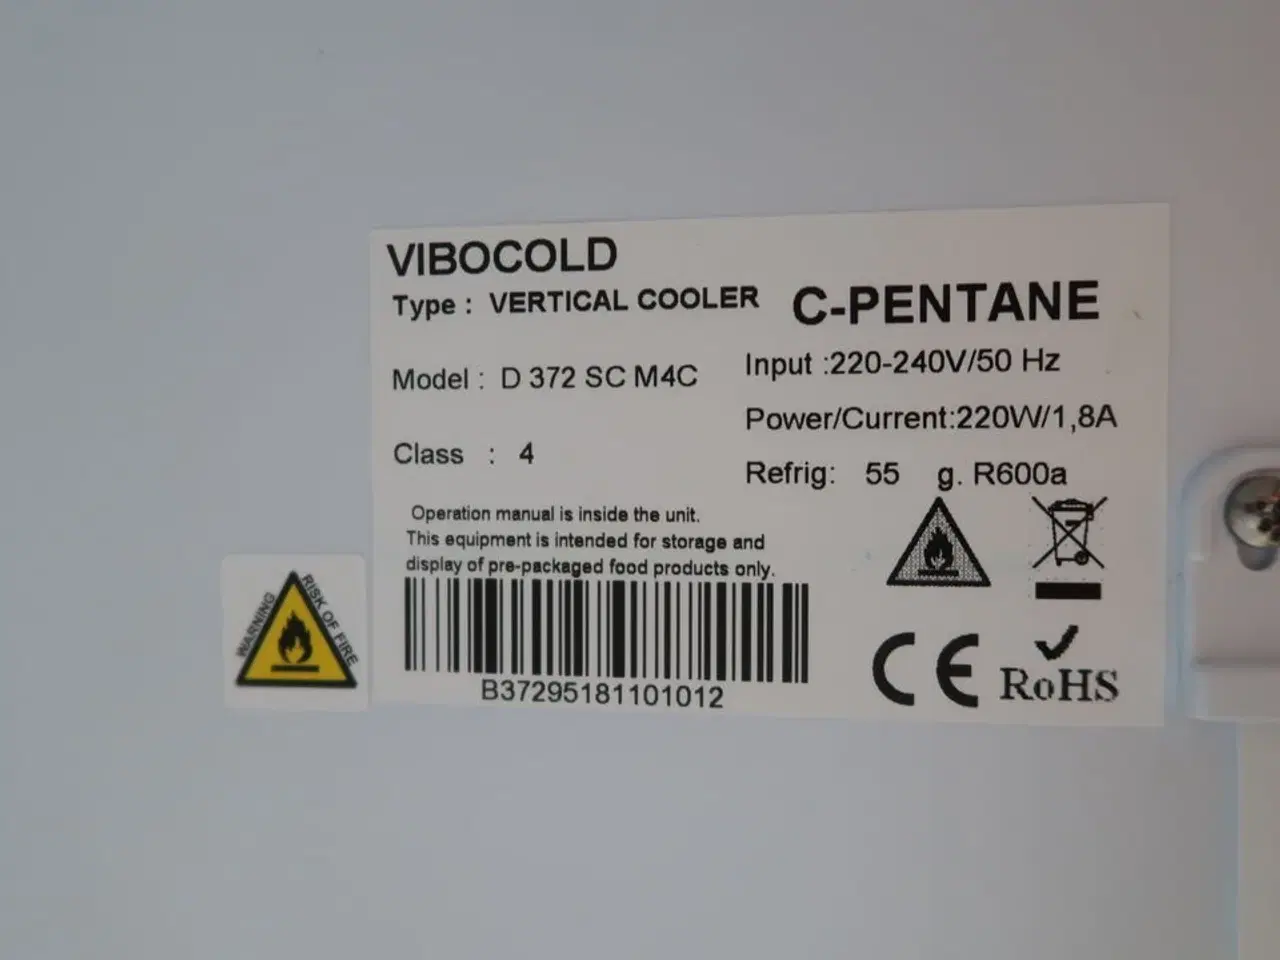 VIBOCOLD
Type : VERTICAL COOLER
C-PENTANE
Model : D 372 SC M4C
Input :220-240V/50 Hz
Power/Current:220W/1,8A
Class : 4
Refrig: 55 g. R600a
Operation manual is inside the unit.
This equipment is intended for storage and
display of pre-packaged food products only.
B37295181101012
CE
RoHS
WARNING
RISK OF FIRE